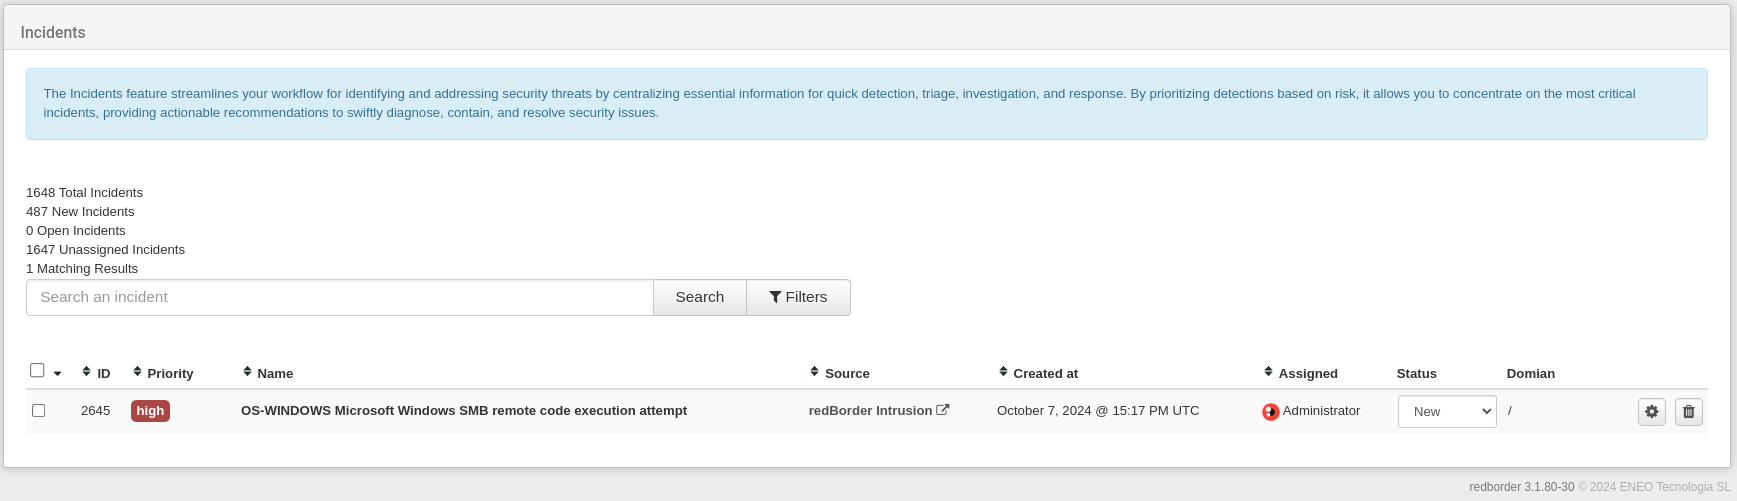 Incidents
The Incidents feature streamlines your workflow for identifying and addressing security threats by centralizing essential information for quick detection, triage, investigation, and response. By prioritizing detections based on risk, it allows you to concentrate on the most critical
incidents, providing actionable recommendations to swiftly diagnose, contain, and resolve security issues.
1648 Total Incidents
487 New Incidents
0 Open Incidents
1647 Unassigned Incidents
1 Matching Results
Search an incident Search Filters
ID Priority Name Source Created at Assigned Status Domian
2645 high OS-WINDOWS Microsoft Windows SMB remote code execution attempt redBorder Intrusion October 7, 2024 @ 15:17 PM UTC Administrator New /
redborder 3.1.80-30 © 2024 ENEO Tecnologia SL